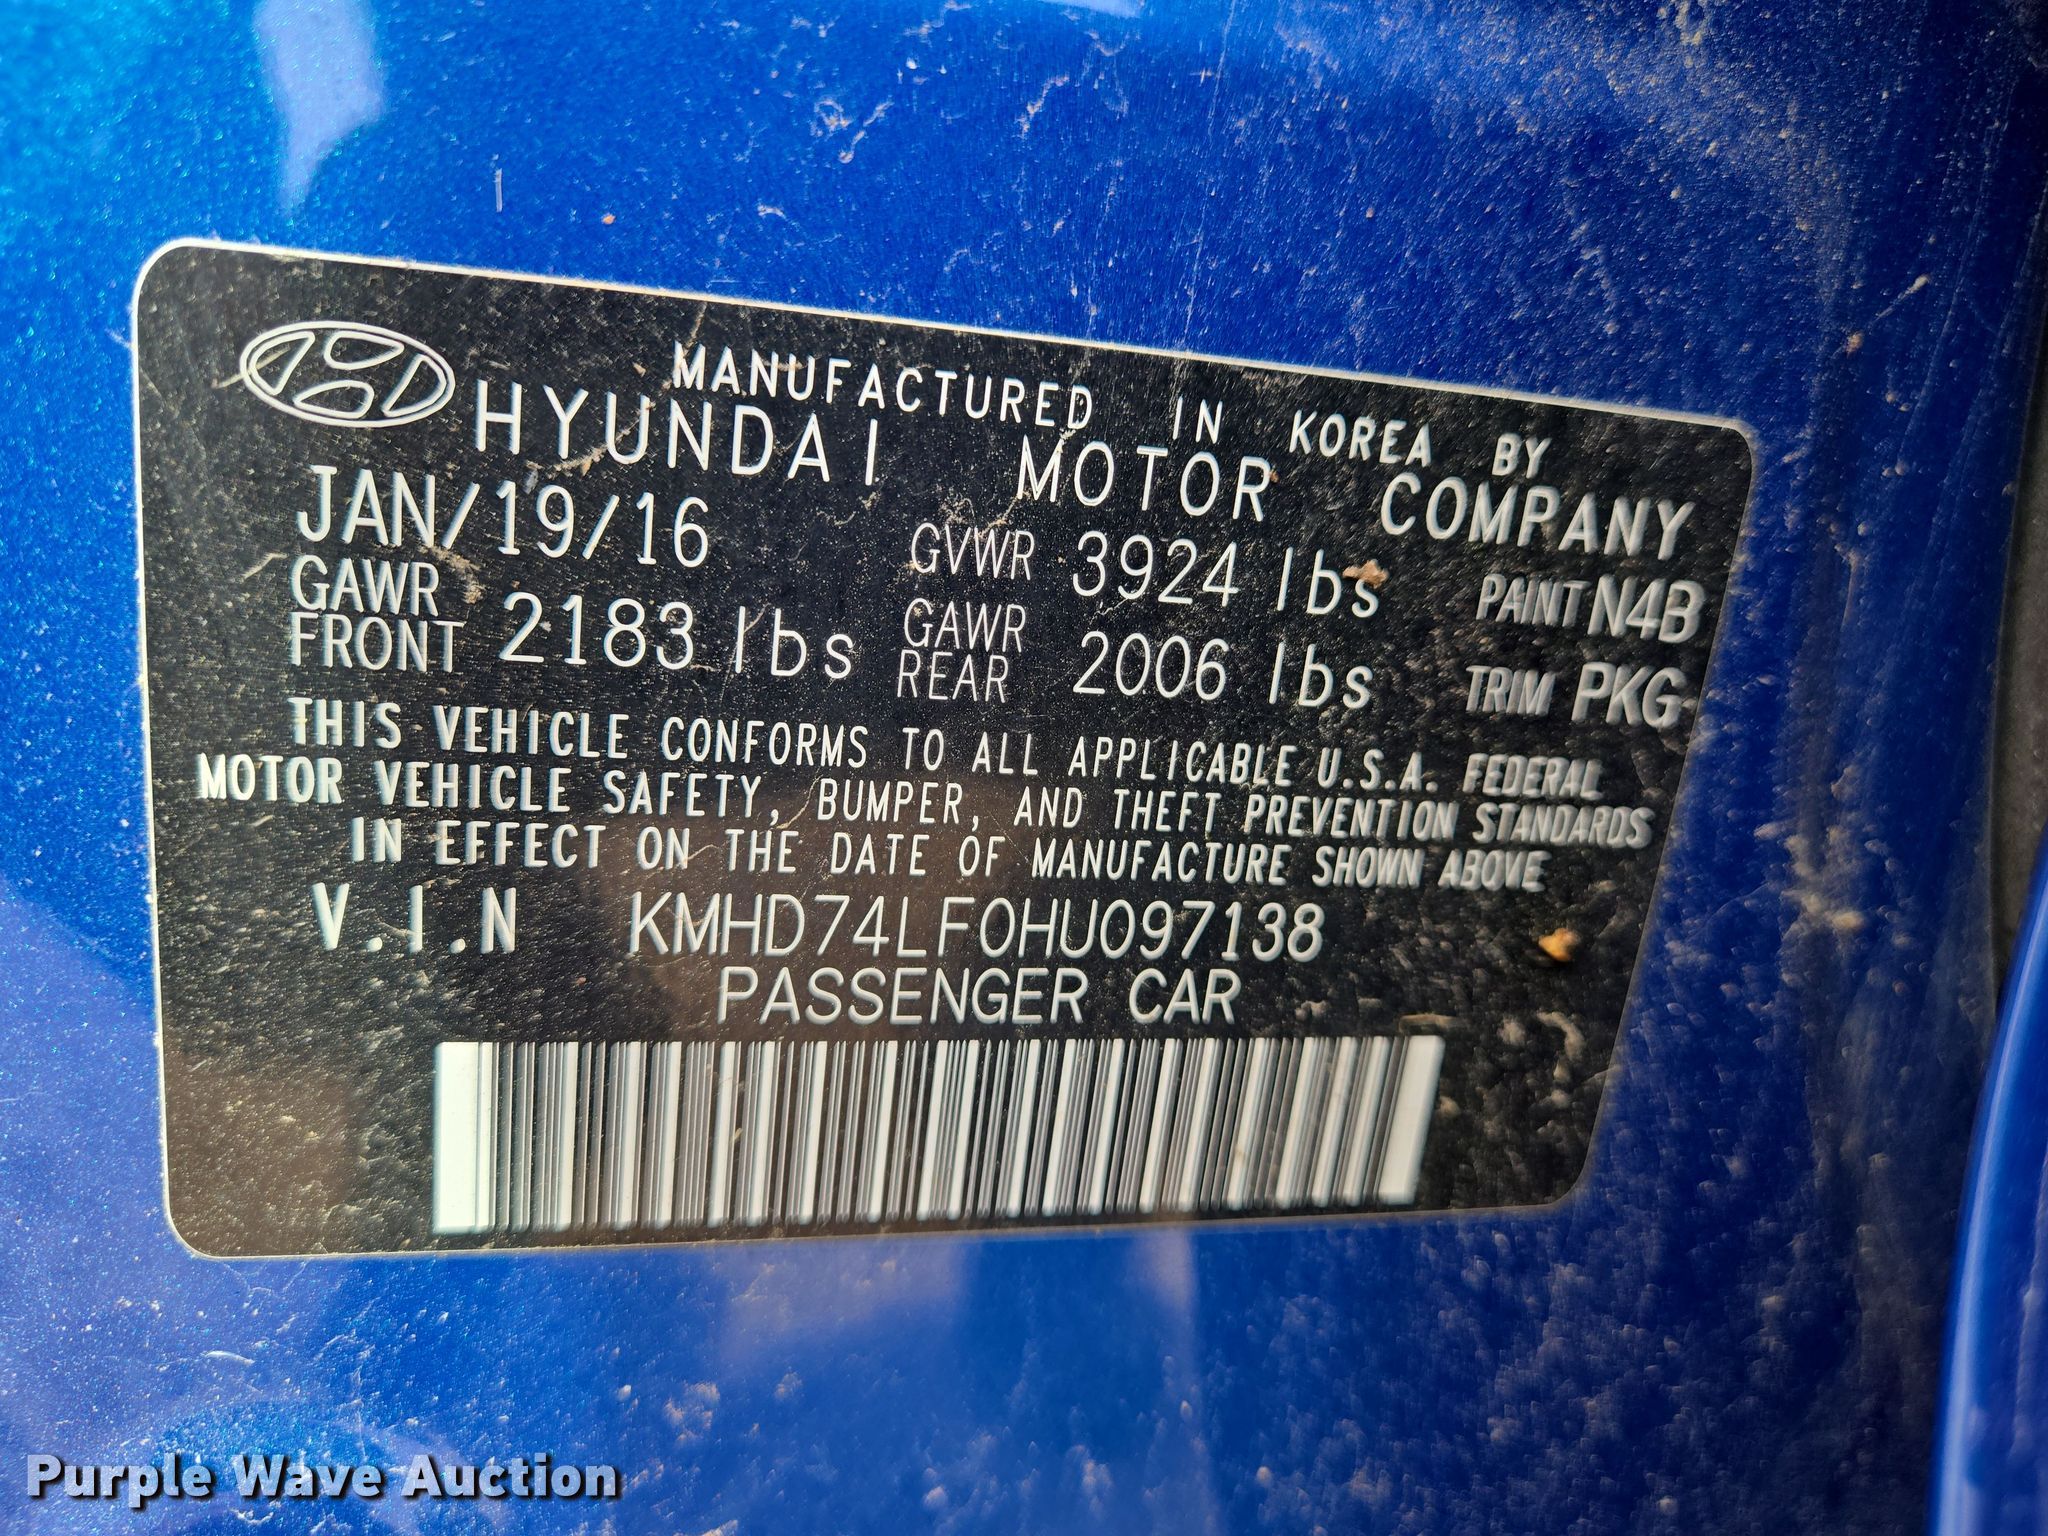 MANUFACTURED IN KOREA BY
HYUNDAI MOTOR COMPANY
JAN/19/16 GVWR 3924 lbs PAINT N4B
GAWR FRONT 2183 lbs GAWR REAR 2006 lbs TRIM PKG
THIS VEHICLE CONFORMS TO ALL APPLICABLE U.S.A. FEDERAL
MOTOR VEHICLE SAFETY, BUMPER, AND THEFT PREVENTION STANDARDS
IN EFFECT ON THE DATE OF MANUFACTURE SHOWN ABOVE
V.I.N KMHD74LF0HU097138
PASSENGER CAR
Purple Wave Auction